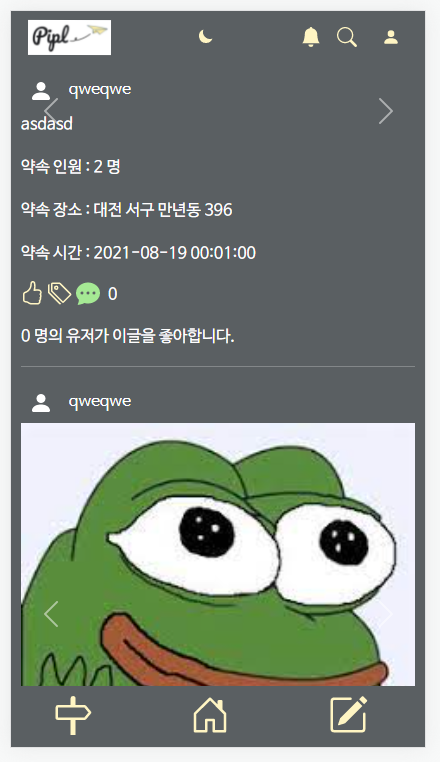 Pipl
qweqwe
asdasd
약속 인원 : 2 명
약속 장소 : 대전 서구 만년동 396
약속 시간 : 2021-08-19 00:01:00
0
0 명의 유저가 이글을 좋아합니다.
qweqwe